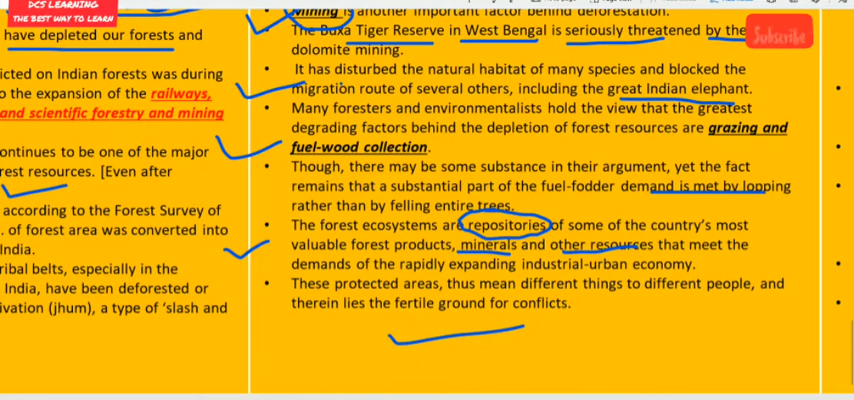 DCS LEARNING
THE BEST WAY TO LEARN
have depleted our forests and
icted on Indian forests was during
o the expansion of the railways,
and scientific forestry and mining
ontinues to be one of the major
rest resources. [Even after
according to the Forest Survey of
. of forest area was converted into
India.
ribal belts, especially in the
India, have been deforested or
ivation (jhum), a type of ‘slash and
• Mining is another important factor behind deforestation.
• The Buxa Tiger Reserve in West Bengal is seriously threatened by the
dolomite mining.
• It has disturbed the natural habitat of many species and blocked the
migration route of several others, including the great Indian elephant.
• Many foresters and environmentalists hold the view that the greatest
degrading factors behind the depletion of forest resources are grazing and
fuel-wood collection.
• Though, there may be some substance in their argument, yet the fact
remains that a substantial part of the fuel-fodder demand is met by lopping
rather than by felling entire trees.
• The forest ecosystems are repositories of some of the country’s most
valuable forest products, minerals and other resources that meet the
demands of the rapidly expanding industrial-urban economy.
• These protected areas, thus mean different things to different people, and
therein lies the fertile ground for conflicts.
Subscribe